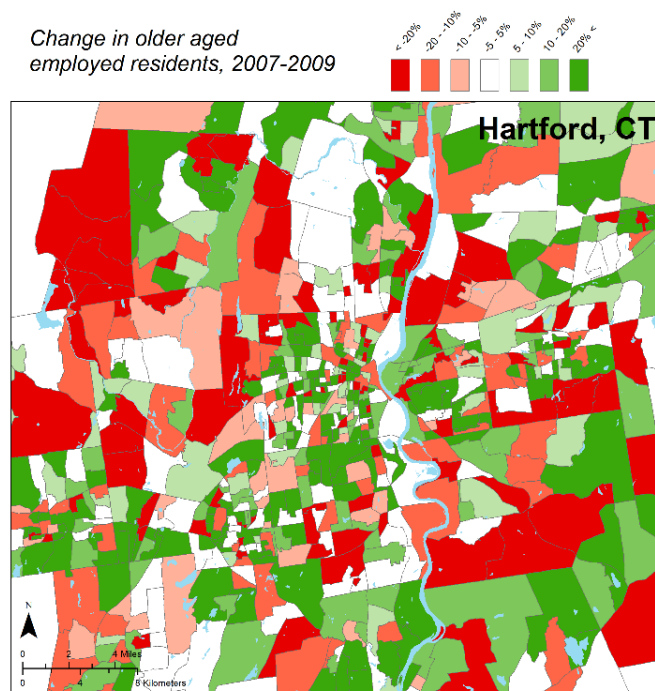 Change in older aged
employed residents, 2007-2009
< -20%
-20 - -10%
-10 - -5%
-5 - 5%
5 - 10%
10 - 20%
20% <
Hartford, CT
N
0 2 4 Miles
0 8 Kilometers